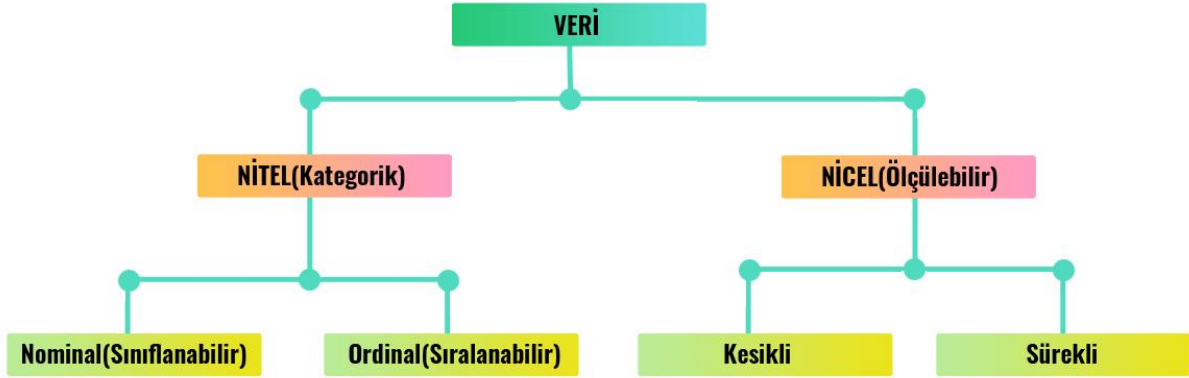 VERİ
NİTEL(Kategorik)
NİCEL(Ölçülebilir)
Nominal(Sınıflanabilir)
Ordinal(Sıralanabilir)
Kesikli
Sürekli